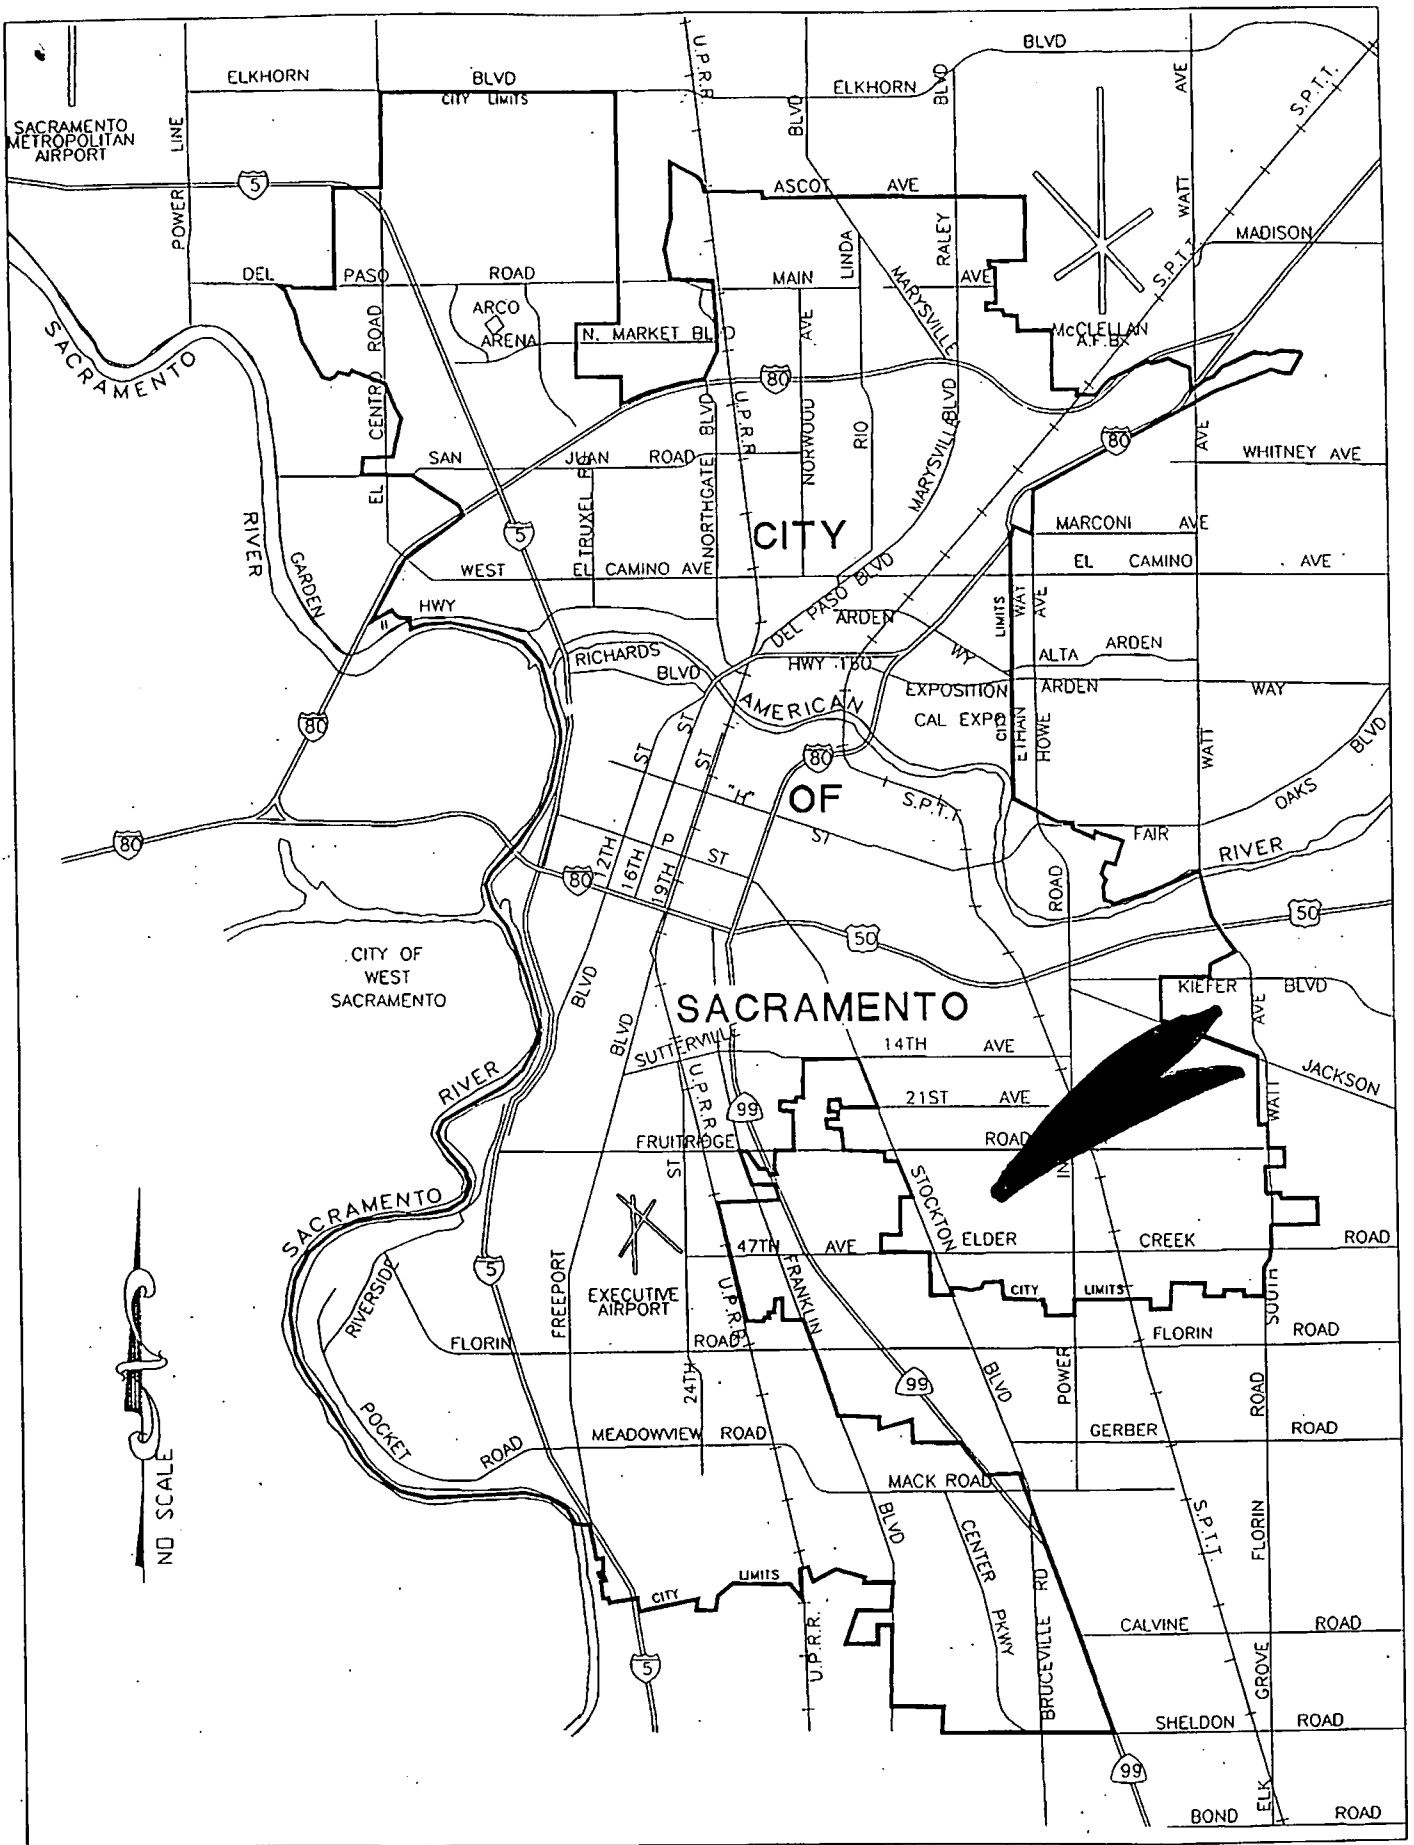 BLVD
ELKHORN BLVD
CITY LIMITS
U.P.R.R.
BLVD
ELKHORN
BLVD
AVE
S.P.T.T.
SACRAMENTO
METROPOLITAN
AIRPORT
POWER LINE
5
ASCOT AVE
WATT
MADISON
LINDA
RALEY
S.P.T.T.
DEL PASO ROAD
MAIN AVE
MARYSVILLE
ARCO
ARENA
N. MARKET BLVD
AVE
McCLELLAN
A.F.B.
SACRAMENTO
EL CENTRO ROAD
80
U.P.R.R.
NORTHGATE BLVD
NORWOOD
RIO
MARYSVILLE BLVD
80
AVE
WHITNEY AVE
SAN JUAN ROAD
TRUXEL
RIVER
5
CITY
MARCONI AVE
GARDEN
HWY
WEST EL CAMINO AVE
EL CAMINO AVE
DEL PASO BLVD
ARDEN
WY
LIMITS
WAY
AVE
RICHARDS
BLVD
HWY 160
ALTA ARDEN
EXPOSITION
ARDEN WAY
AMERICAN
CAL EXPO
CITY
ETHAN
HOWE
WATT
BLVD
80
ST
ST
ST
80
"H" ST
OF
S.P.T.T.
OAKS
FAIR
RIVER
80
P ST
80
12TH
16TH
19TH
ROAD
50
50
CITY OF
WEST
SACRAMENTO
BLVD
SACRAMENTO
KIEFER BLVD
AVE
BLVD
SUTTERVILLE
14TH AVE
RIVER
U.P.R.R.
99
21ST AVE
JACKSON
WATT
FRUITRIDGE
ROAD
ST
STOCKTON
SACRAMENTO
47TH AVE
ELDER CREEK ROAD
5
RIVERSIDE
FREEPORT
EXECUTIVE
AIRPORT
U.P.R.R.
FRANKLIN
CITY LIMITS
SOUTH
FLORIN ROAD
FLORIN ROAD
24TH
99
BLVD
POWER
ROAD
POCKET ROAD
MEADOWVIEW ROAD
GERBER ROAD
MACK ROAD
NO SCALE
BLVD
CENTER PKWY
S.P.T.T.
FLORIN
CITY LIMITS
RD
BRUCEVILLE
CALVINE ROAD
U.P.R.R.
5
GROVE
SHELDON ROAD
99
ELK
BOND ROAD